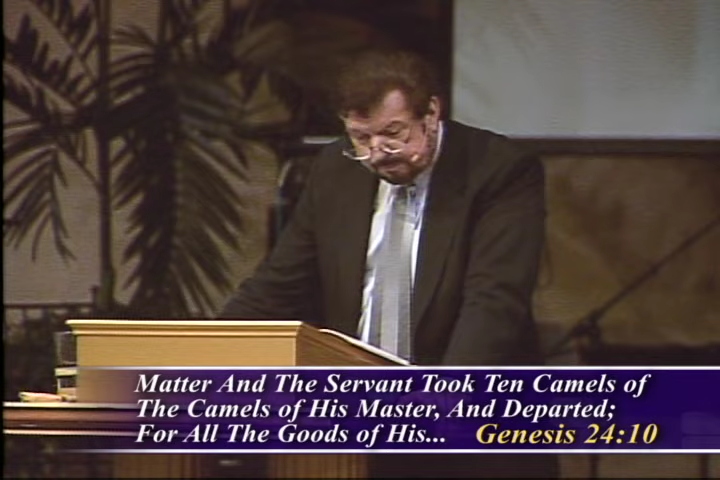 Matter And The Servant Took Ten Camels of
The Camels of His Master, And Departed;
For All The Goods of His... Genesis 24:10